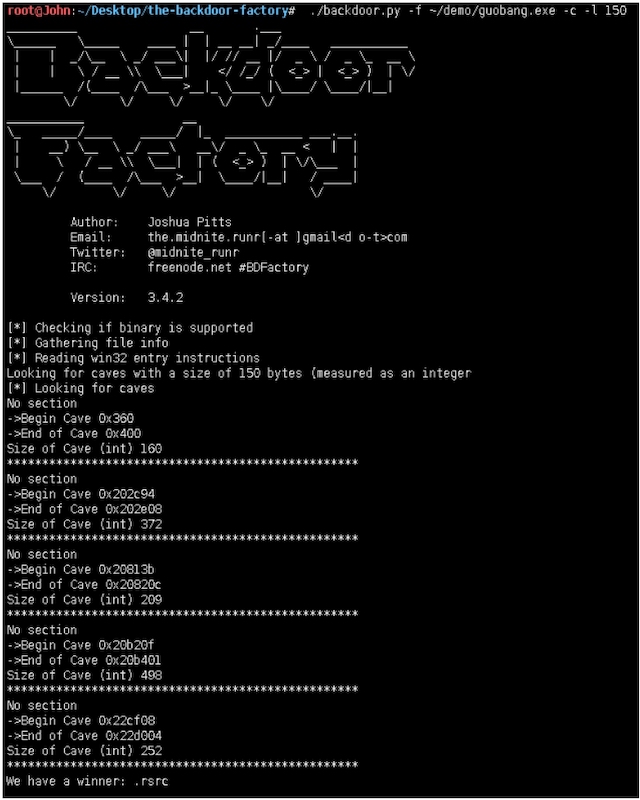 root@John:~/Desktop/the-backdoor-factory# ./backdoor.py -f ~/demo/guobang.exe -c -l 150
Backdoor
Factory
Author: Joshua Pitts
Email: the.midnite.runr[-at ]gmail<d o-t>com
Twitter: @midnite_runr
IRC: freenode.net #BDFactory
Version: 3.4.2
[*] Checking if binary is supported
[*] Gathering file info
[*] Reading win32 entry instructions
Looking for caves with a size of 150 bytes (measured as an integer
[*] Looking for caves
No section
->Begin Cave 0x360
->End of Cave 0x400
Size of Cave (int) 160
**************************************************
No section
->Begin Cave 0x202c94
->End of Cave 0x202e08
Size of Cave (int) 372
**************************************************
No section
->Begin Cave 0x20813b
->End of Cave 0x20820c
Size of Cave (int) 209
**************************************************
No section
->Begin Cave 0x20b20f
->End of Cave 0x20b401
Size of Cave (int) 498
**************************************************
No section
->Begin Cave 0x22cf08
->End of Cave 0x22d004
Size of Cave (int) 252
**************************************************
We have a winner: .rsrc